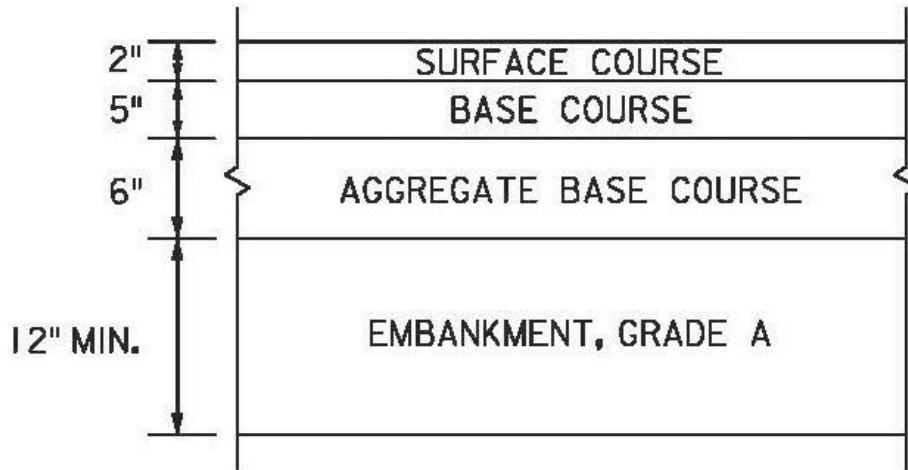 2" SURFACE COURSE
5" BASE COURSE
6" AGGREGATE BASE COURSE
12" MIN. EMBANKMENT, GRADE A